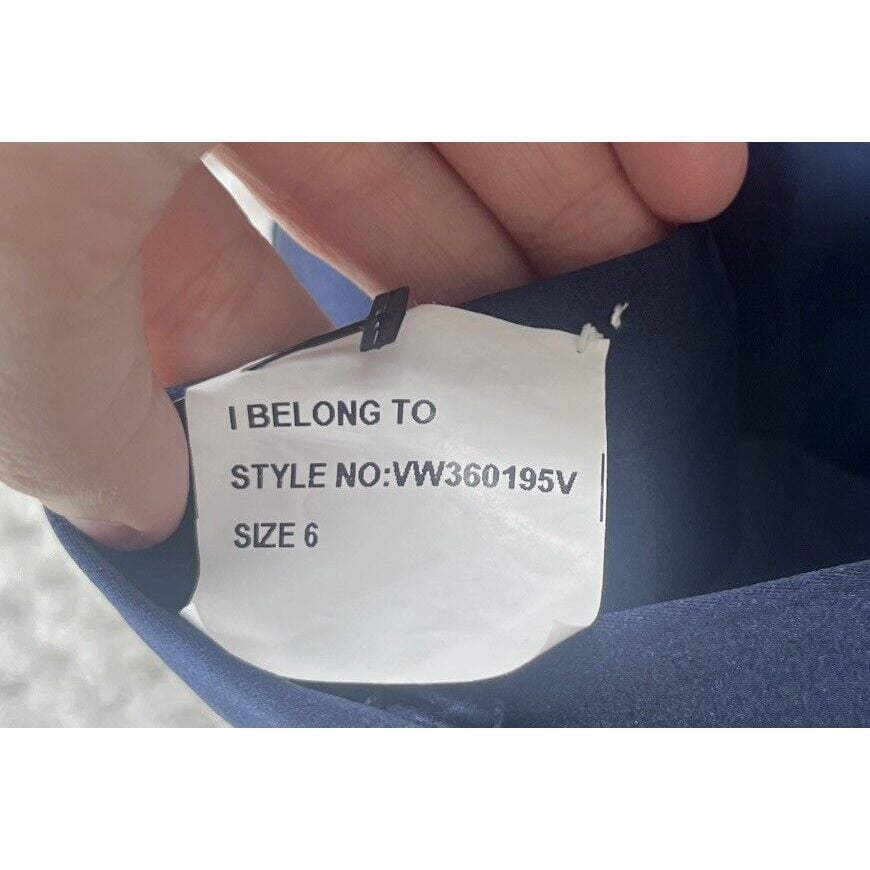 I BELONG TO
STYLE NO:VW360195V
SIZE 6